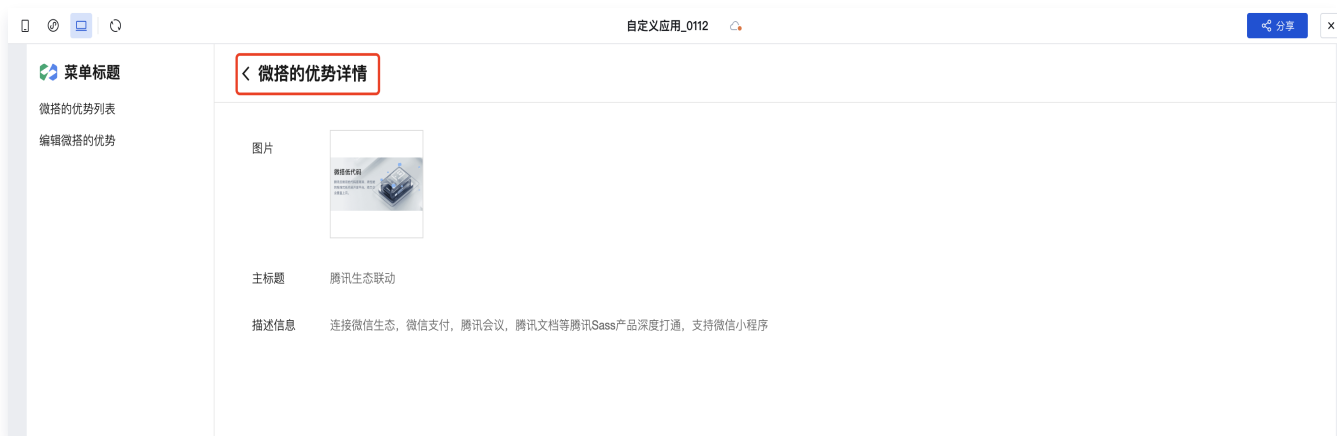 自定义应用_0112
分享
菜单标题
微搭的优势列表
编辑微搭的优势
微搭的优势详情
图片
微搭低代码
主标题
腾讯生态联动
描述信息
连接微信生态，微信支付，腾讯会议，腾讯文档等腾讯Sass产品深度打通，支持微信小程序